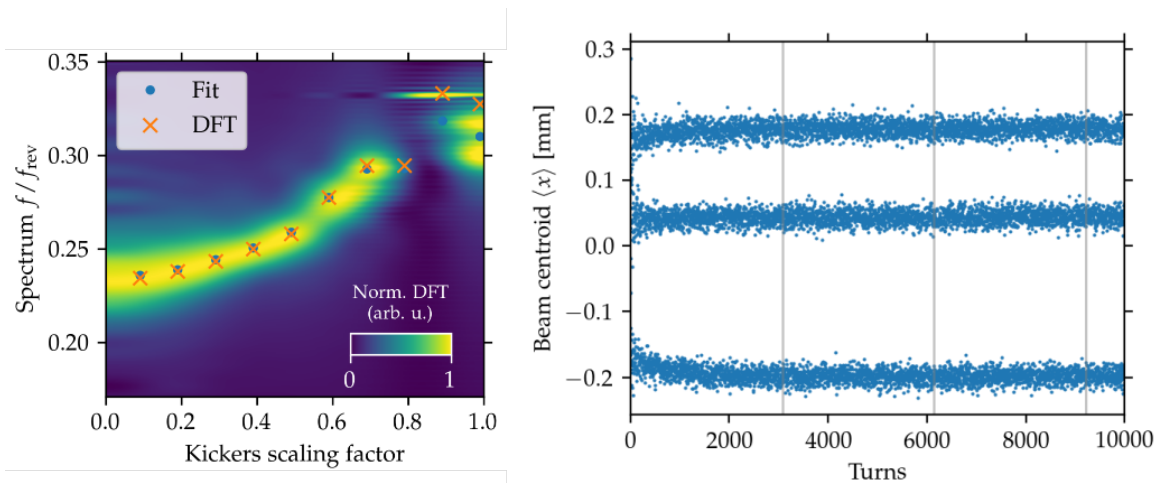 0.35
0.30
0.25
0.20
Spectrum f / f_rev
Fit
DFT
Norm. DFT
(arb. u.)
0 1
0.0 0.2 0.4 0.6 0.8 1.0
Kickers scaling factor
0.3
0.2
0.1
0.0
−0.1
−0.2
Beam centroid ⟨x⟩ [mm]
0 2000 4000 6000 8000 10000
Turns